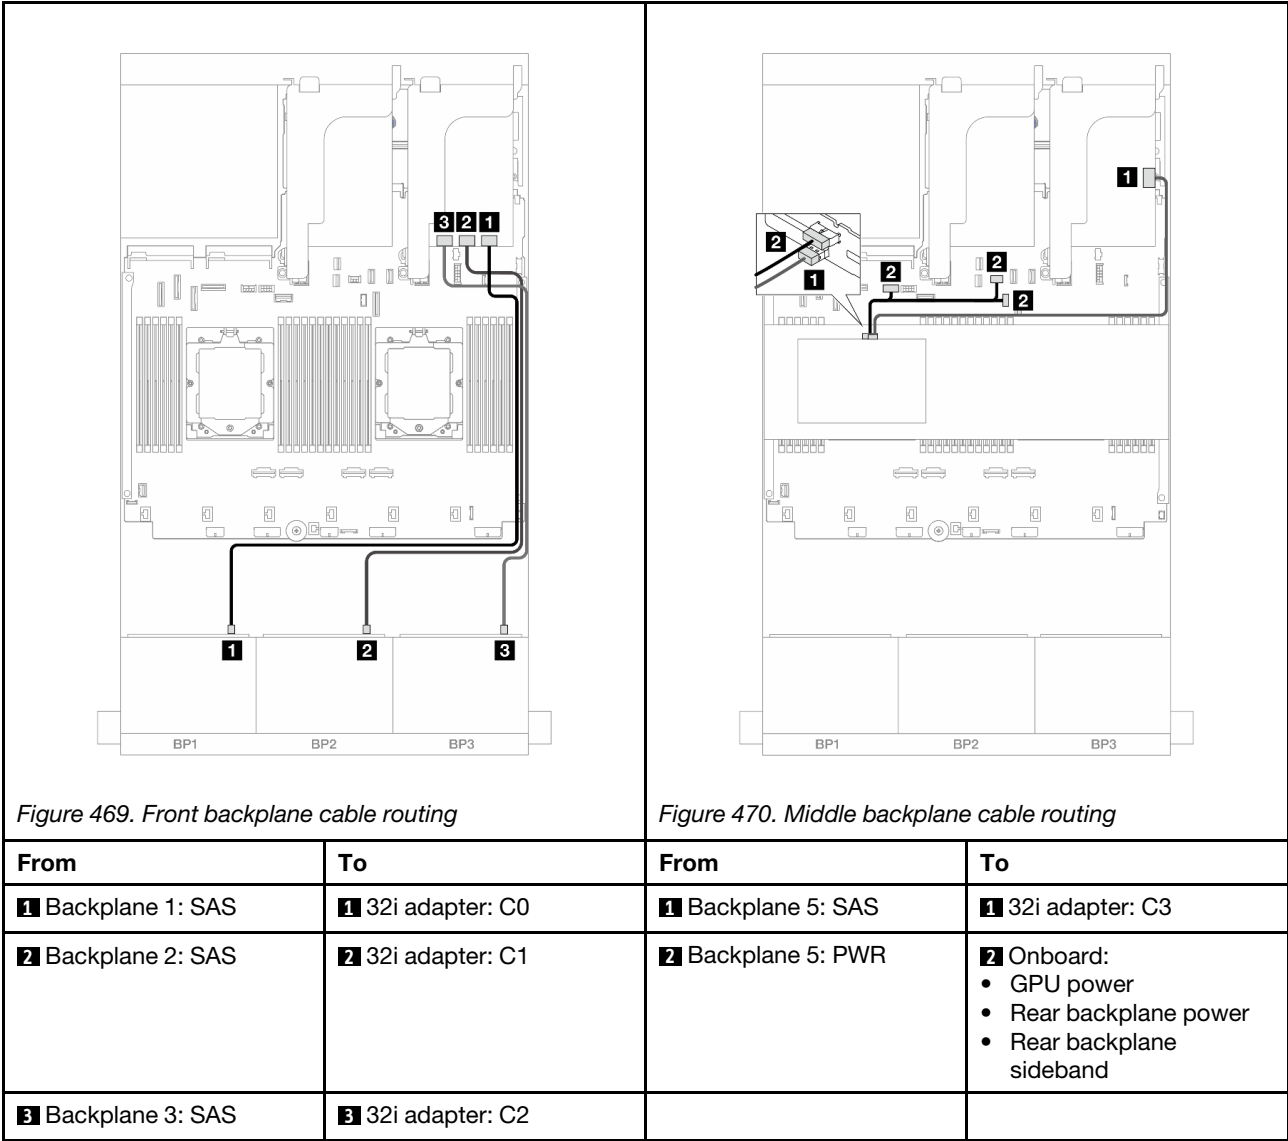 3 2 1
1 2 3
BP1 BP2 BP3
Figure 469. Front backplane cable routing
1
2
1
2
2
2
BP1 BP2 BP3
Figure 470. Middle backplane cable routing
From To From To
1 Backplane 1: SAS 1 32i adapter: C0 1 Backplane 5: SAS 1 32i adapter: C3
2 Backplane 2: SAS 2 32i adapter: C1 2 Backplane 5: PWR 2 Onboard:
• GPU power
• Rear backplane power
• Rear backplane
sideband
3 Backplane 3: SAS 3 32i adapter: C2